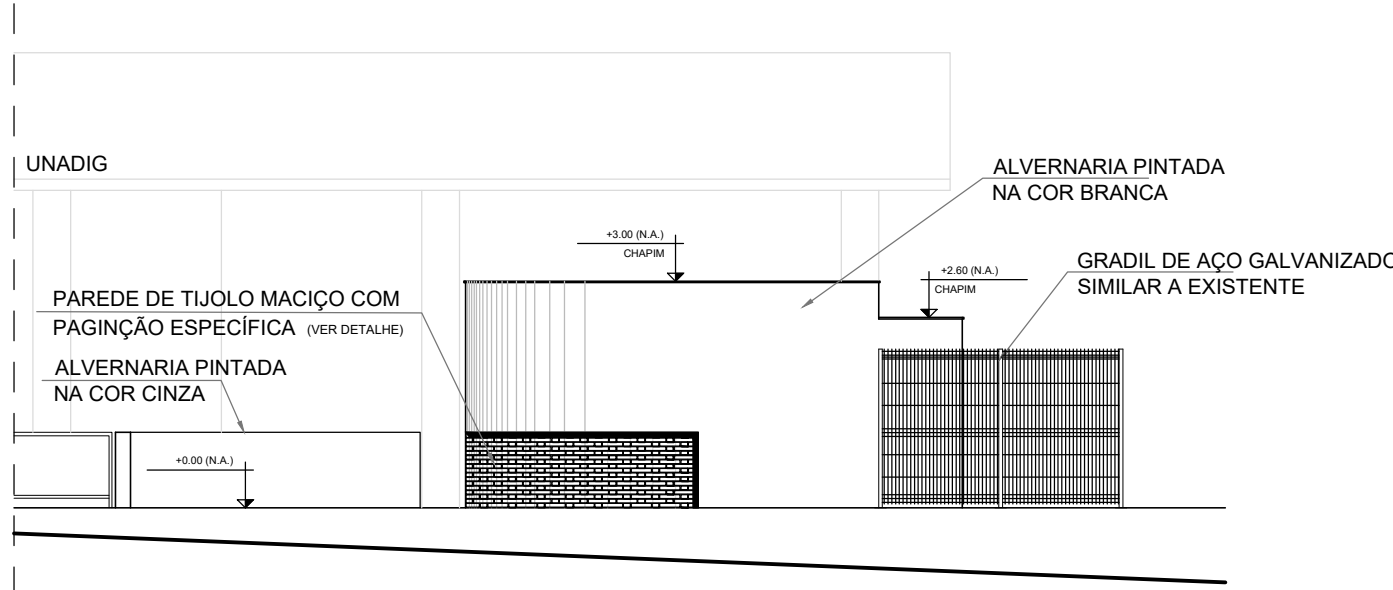 UNADIG
ALVERNARIA PINTADA
NA COR BRANCA
+3.00 (N.A.)
CHAPIM
+2.60 (N.A.)
CHAPIM
GRADIL DE AÇO GALVANIZADO
SIMILAR A EXISTENTE
PAREDE DE TIJOLO MACIÇO COM
PAGINÇÃO ESPECÍFICA (VER DETALHE)
ALVERNARIA PINTADA
NA COR CINZA
+0.00 (N.A.)